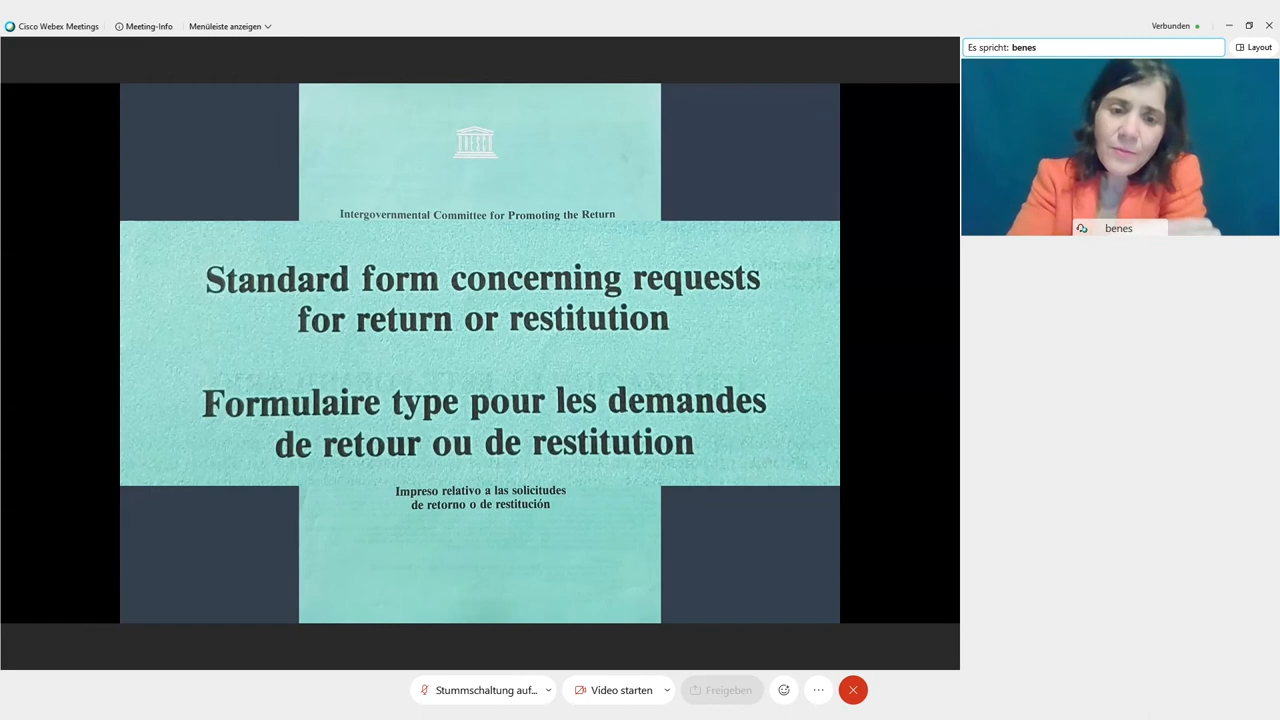 Cisco Webex Meetings
Meeting-Info
Menüleiste anzeigen
Verbunden
Es spricht: benes
Layout
benes
Intergovernmental Committee for Promoting the Return
Standard form concerning requests
for return or restitution
Formulaire type pour les demandes
de retour ou de restitution
Impreso relativo a las solicitudes
de retorno o de restitución
Stummschaltung auf...
Video starten
Freigeben